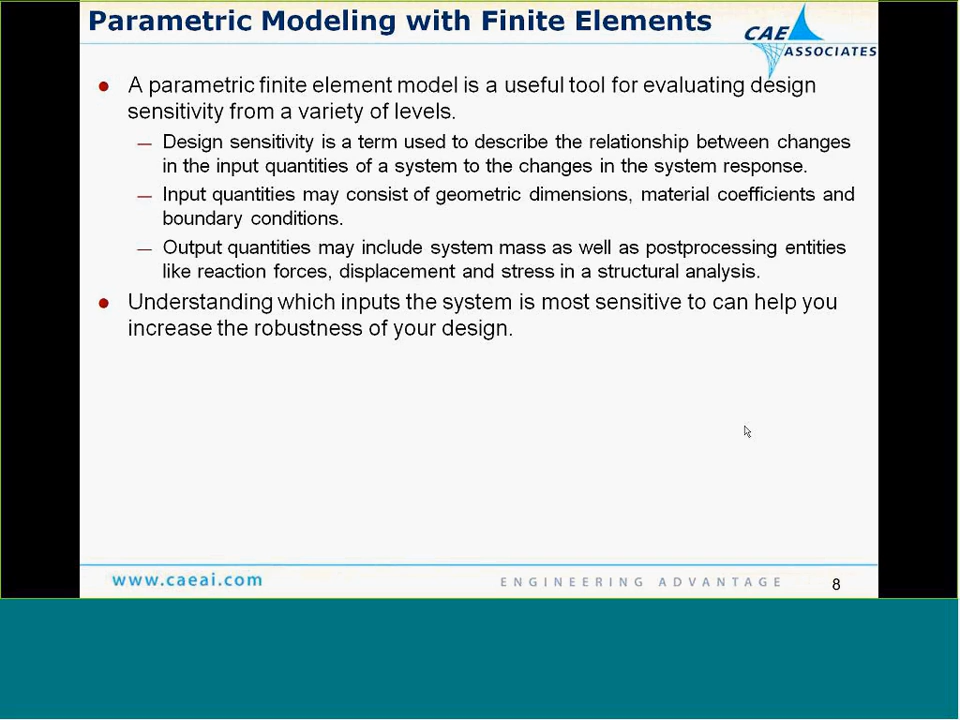 Parametric Modeling with Finite Elements
CAE
ASSOCIATES
● A parametric finite element model is a useful tool for evaluating design
sensitivity from a variety of levels.
— Design sensitivity is a term used to describe the relationship between changes
in the input quantities of a system to the changes in the system response.
— Input quantities may consist of geometric dimensions, material coefficients and
boundary conditions.
— Output quantities may include system mass as well as postprocessing entities
like reaction forces, displacement and stress in a structural analysis.
● Understanding which inputs the system is most sensitive to can help you
increase the robustness of your design.
www.caeai.com ENGINEERING ADVANTAGE 8